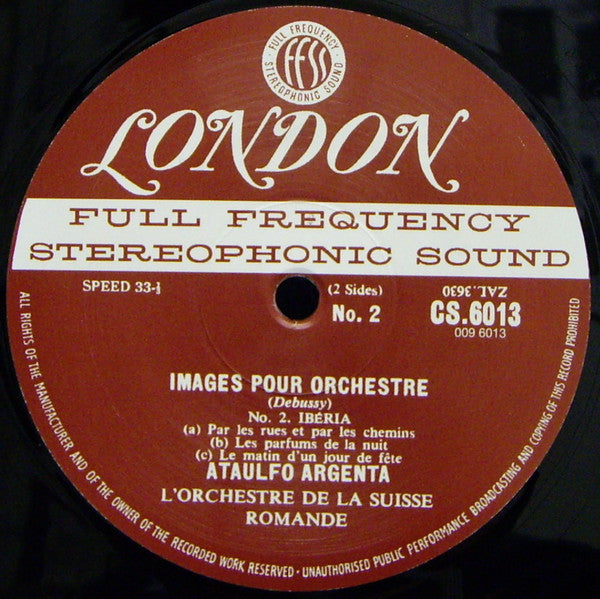 FULL FREQUENCY · STEREOPHONIC SOUND ·
FFSS
LONDON
FULL FREQUENCY
STEREOPHONIC SOUND
SPEED 33-⅓
(2 Sides)
No. 2
ZAL.3630
CS.6013
009 6013
IMAGES POUR ORCHESTRE
(Debussy)
No. 2. IBÉRIA
(a) Par les rues et par les chemins
(b) Les parfums de la nuit
(c) Le matin d'un jour de fête
ATAULFO ARGENTA
L'ORCHESTRE DE LA SUISSE
ROMANDE
ALL RIGHTS OF THE MANUFACTURER AND OF THE OWNER OF THE RECORDED WORK RESERVED · UNAUTHORISED PUBLIC PERFORMANCE BROADCASTING AND COPYING OF THIS RECORD PROHIBITED